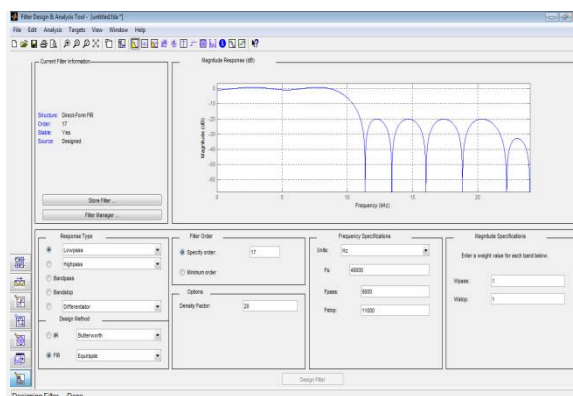 Filter Design & Analysis Tool - [untitled.fda *]
File Edit Analysis Targets View Window Help
Current Filter Information
Structure: Direct-Form FIR
Order: 17
Stable: Yes
Source: Designed
Store Filter ...
Filter Manager ...
Magnitude Response (dB)
Magnitude (dB)
0
-10
-20
-30
-40
-50
-60
0 5 10 15 20
Frequency (kHz)
Response Type
Lowpass
Highpass
Bandpass
Bandstop
Differentiator
Design Method
IIR Butterworth
FIR Equiripple
Filter Order
Specify order: 17
Minimum order
Options
Density Factor: 20
Frequency Specifications
Units: Hz
Fs: 48000
Fpass: 9600
Fstop: 11000
Magnitude Specifications
Enter a weight value for each band below.
Wpass: 1
Wstop: 1
Design Filter
Designing Filter ... Done